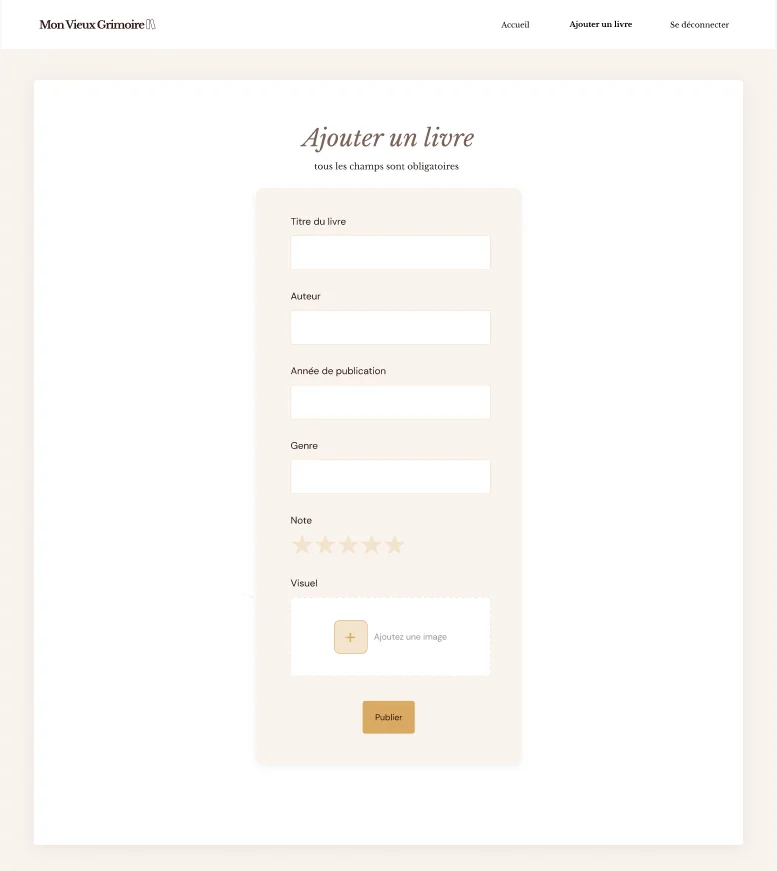 Mon Vieux Grimoire
Accueil
Ajouter un livre
Se déconnecter
Ajouter un livre
tous les champs sont obligatoires
Titre du livre
Auteur
Année de publication
Genre
Note
Visuel
+ Ajoutez une image
Publier